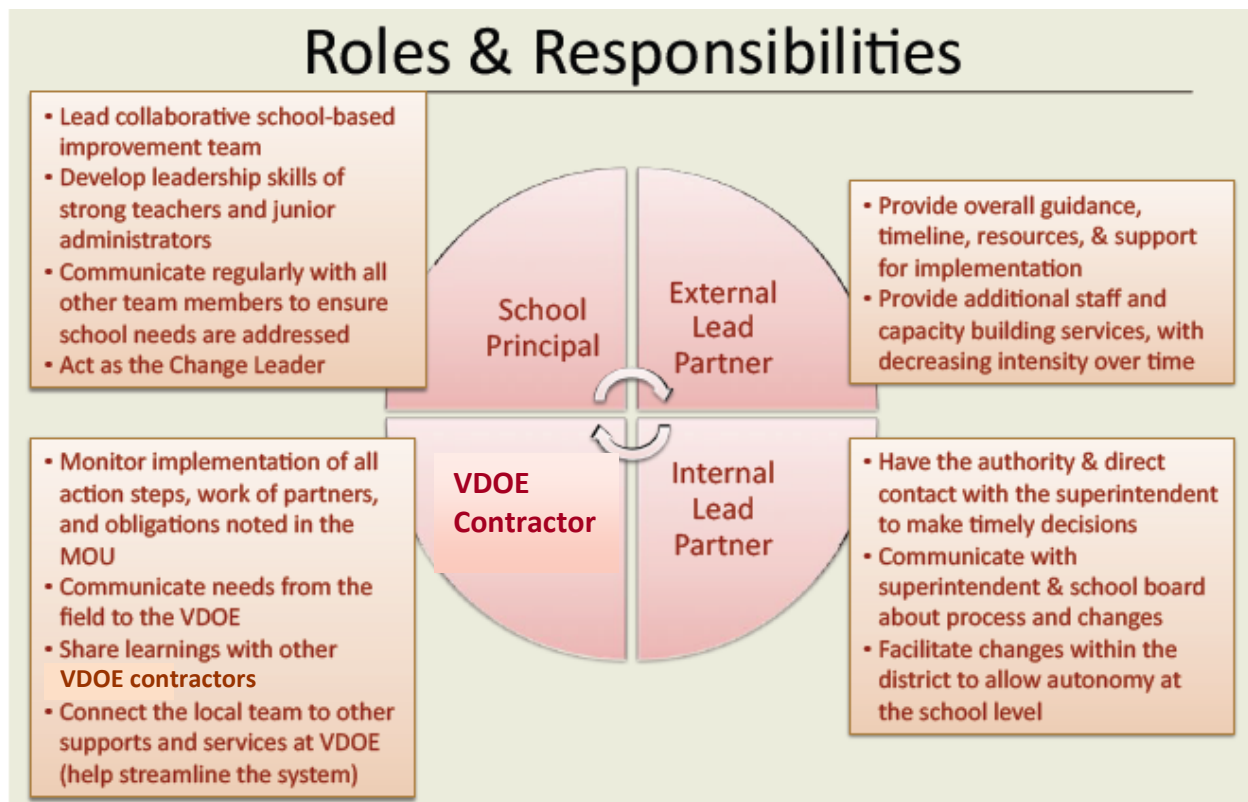 Roles & Responsibilities
• Lead collaborative school-based
improvement team
• Develop leadership skills of
strong teachers and junior
administrators
• Communicate regularly with all
other team members to ensure
school needs are addressed
• Act as the Change Leader
School
Principal
External
Lead
Partner
• Provide overall guidance,
timeline, resources, & support
for implementation
• Provide additional staff and
capacity building services, with
decreasing intensity over time
• Monitor implementation of all
action steps, work of partners,
and obligations noted in the
MOU
• Communicate needs from the
field to the VDOE
• Share learnings with other
VDOE contractors
• Connect the local team to other
supports and services at VDOE
(help streamline the system)
VDOE
Contractor
Internal
Lead
Partner
• Have the authority & direct
contact with the superintendent
to make timely decisions
• Communicate with
superintendent & school board
about process and changes
• Facilitate changes within the
district to allow autonomy at
the school level